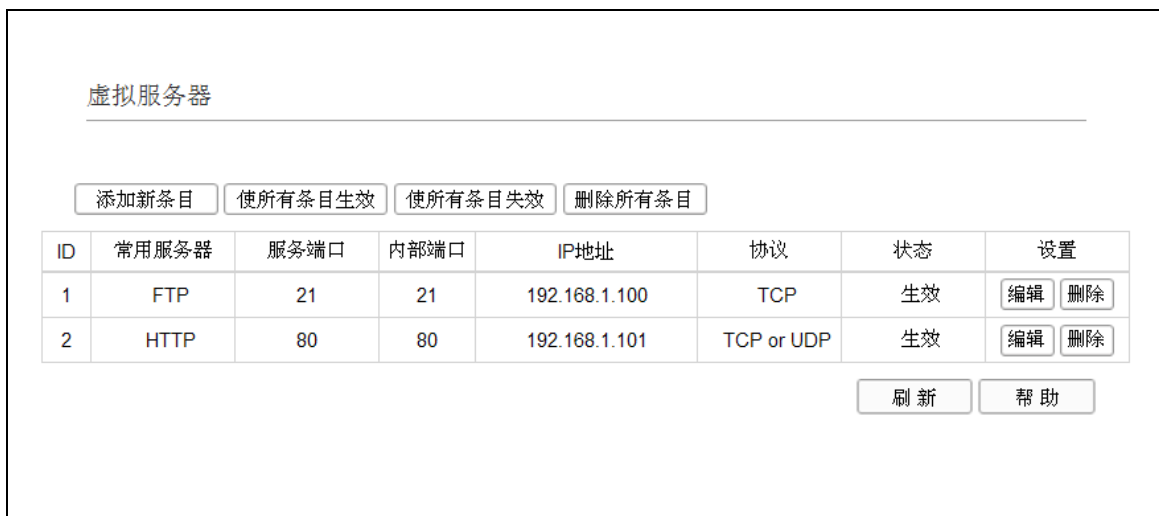 虚拟服务器
添加新条目 使所有条目生效 使所有条目失效 删除所有条目
ID 常用服务器 服务端口 内部端口 IP地址 协议 状态 设置
1 FTP 21 21 192.168.1.100 TCP 生效 编辑 删除
2 HTTP 80 80 192.168.1.101 TCP or UDP 生效 编辑 删除
刷 新 帮 助